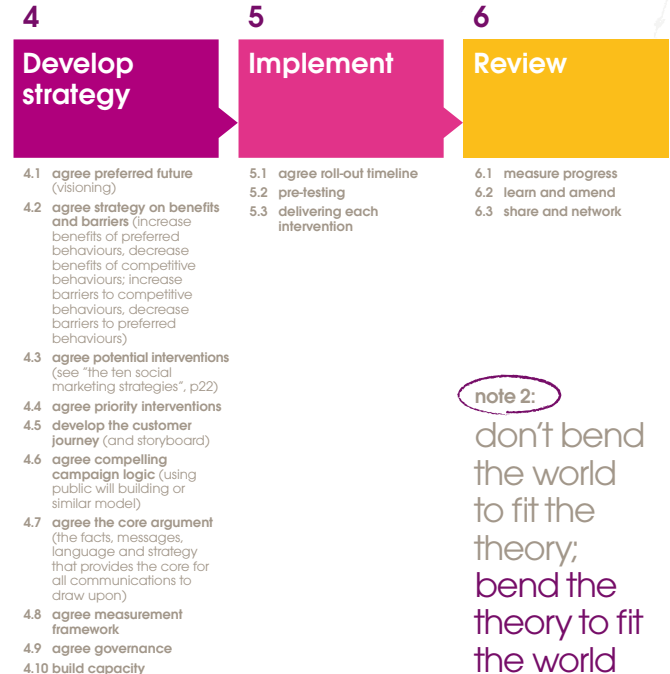 4
Develop
strategy
4.1 agree preferred future
(visioning)
4.2 agree strategy on benefits
and barriers (increase
benefits of preferred
behaviours, decrease
benefits of competitive
behaviours; increase
barriers to competitive
behaviours, decrease
barriers to preferred
behaviours)
4.3 agree potential interventions
(see “the ten social
marketing strategies”, p22)
4.4 agree priority interventions
4.5 develop the customer
journey (and storyboard)
4.6 agree compelling
campaign logic (using
public will building or
similar model)
4.7 agree the core argument
(the facts, messages,
language and strategy
that provides the core for
all communications to
draw upon)
4.8 agree measurement
framework
4.9 agree governance
4.10 build capacity
5
Implement
5.1 agree roll-out timeline
5.2 pre-testing
5.3 delivering each
intervention
6
Review
6.1 measure progress
6.2 learn and amend
6.3 share and network
note 2:
don’t bend
the world
to fit the
theory;
bend the
theory to fit
the world